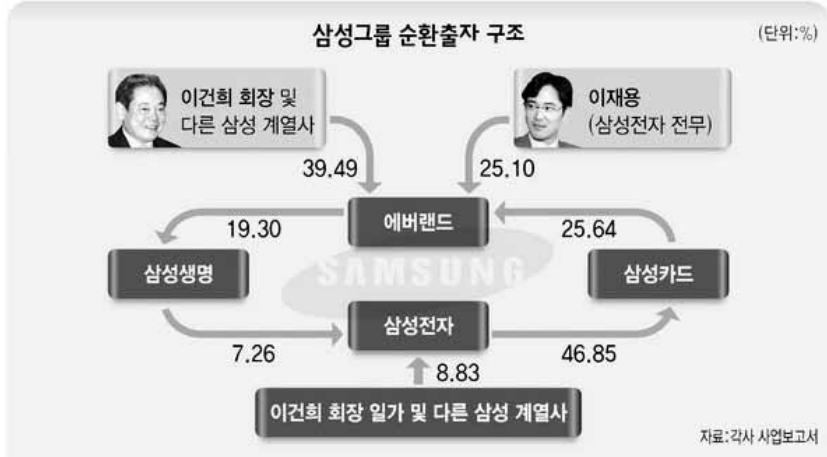 삼성그룹 순환출자 구조
(단위:%)
이건희 회장 및
다른 삼성 계열사
이재용
(삼성전자 전무)
39.49
25.10
에버랜드
19.30
25.64
삼성생명
SAMSUNG
삼성카드
삼성전자
7.26
46.85
8.83
이건희 회장 일가 및 다른 삼성 계열사
자료:각사 사업보고서